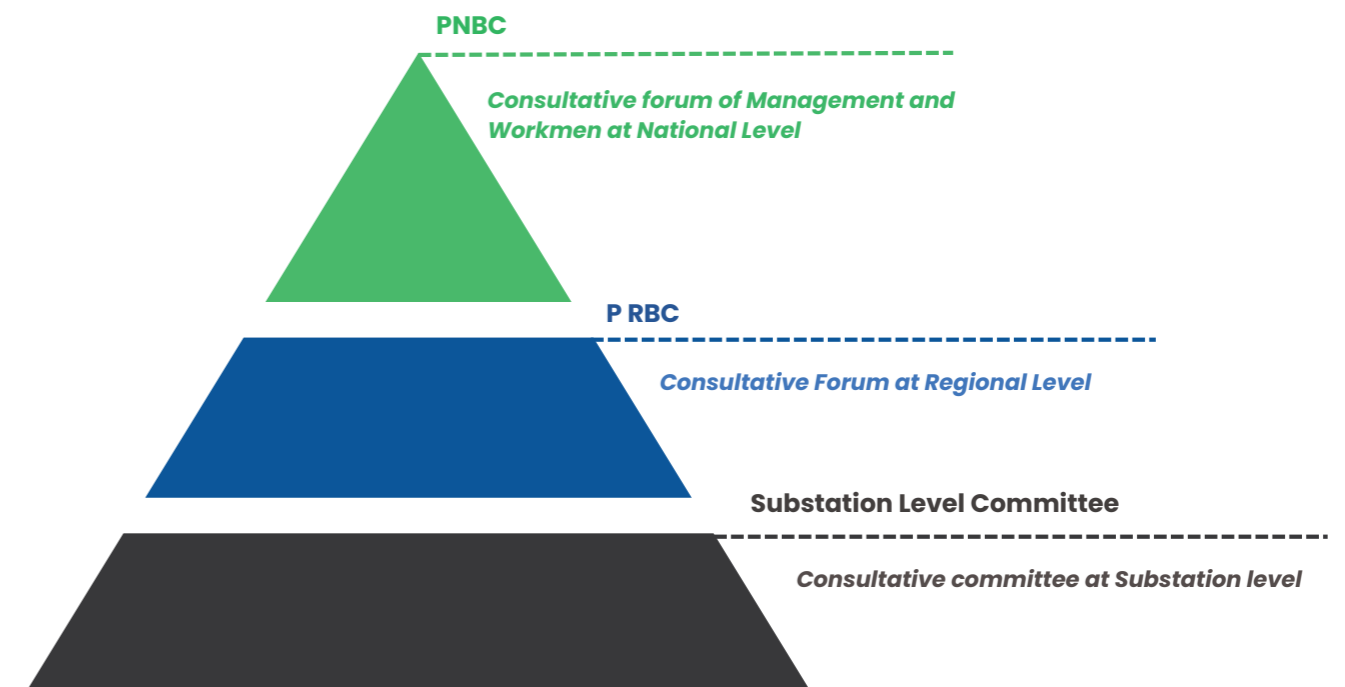 PNBC
Consultative forum of Management and
Workmen at National Level
P RBC
Consultative Forum at Regional Level
Substation Level Committee
Consultative committee at Substation level